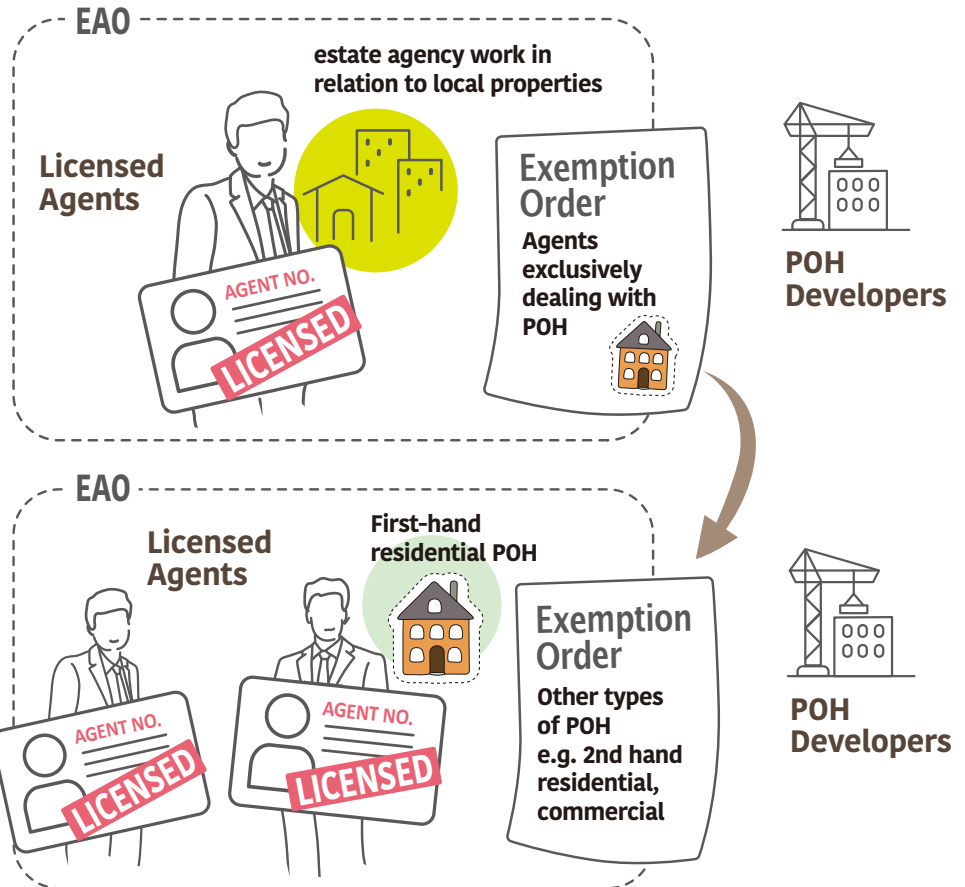 EAO
estate agency work in
relation to local properties
Licensed
Agents
AGENT NO.
LICENSED
Exemption
Order
Agents
exclusively
dealing with
POH
POH
Developers
EAO
Licensed
Agents
First-hand
residential POH
AGENT NO.
LICENSED
AGENT NO.
LICENSED
Exemption
Order
Other types
of POH
e.g. 2nd hand
residential,
commercial
POH
Developers